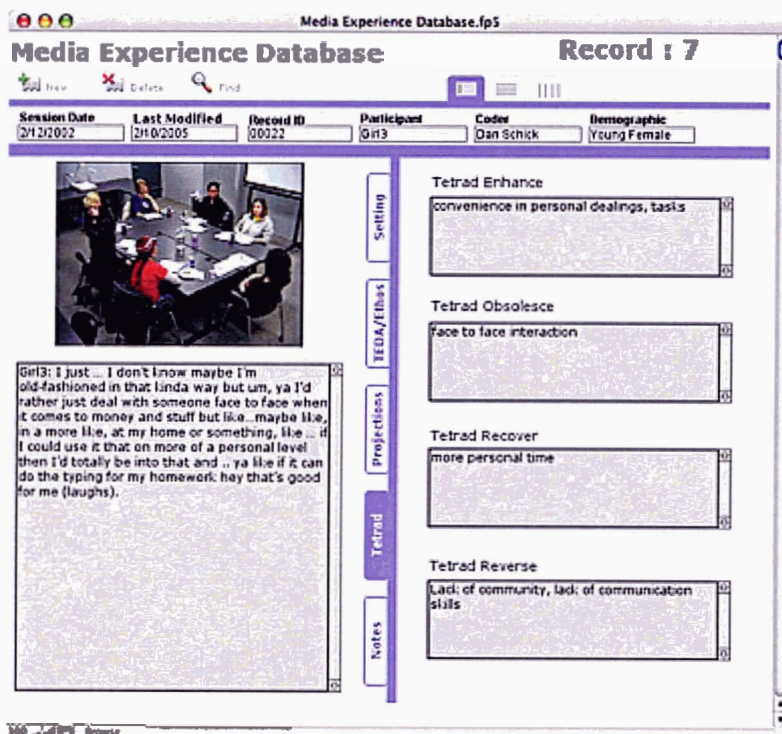 Media Experience Database.fp5
Media Experience Database
Record : 7
New
Delete
Find
Session Date
Last Modified
Record ID
Participant
Coder
Demographic
2/12/2002
2/10/2005
00022
Girl3
Dan Schick
Young Female
Girl3: I just ... I don't know maybe I'm
old-fashioned in that kinda way but um, ya I'd
rather just deal with someone face to face when
it comes to money and stuff but like...maybe like,
in a more like, at my home or something, like ... if
I could use it that on more of a personal level
then I'd totally be into that and ... ya like if it can
do the typing for my homework hey that's good
for me (laughs).
Setting
TEDA/Ethos
Projections
Tetrad
Notes
Tetrad Enhance
convenience in personal dealings, tasks
Tetrad Obsolesce
face to face interaction
Tetrad Recover
more personal time
Tetrad Reverse
Lack of community, lack of communication
skills
100
Browse